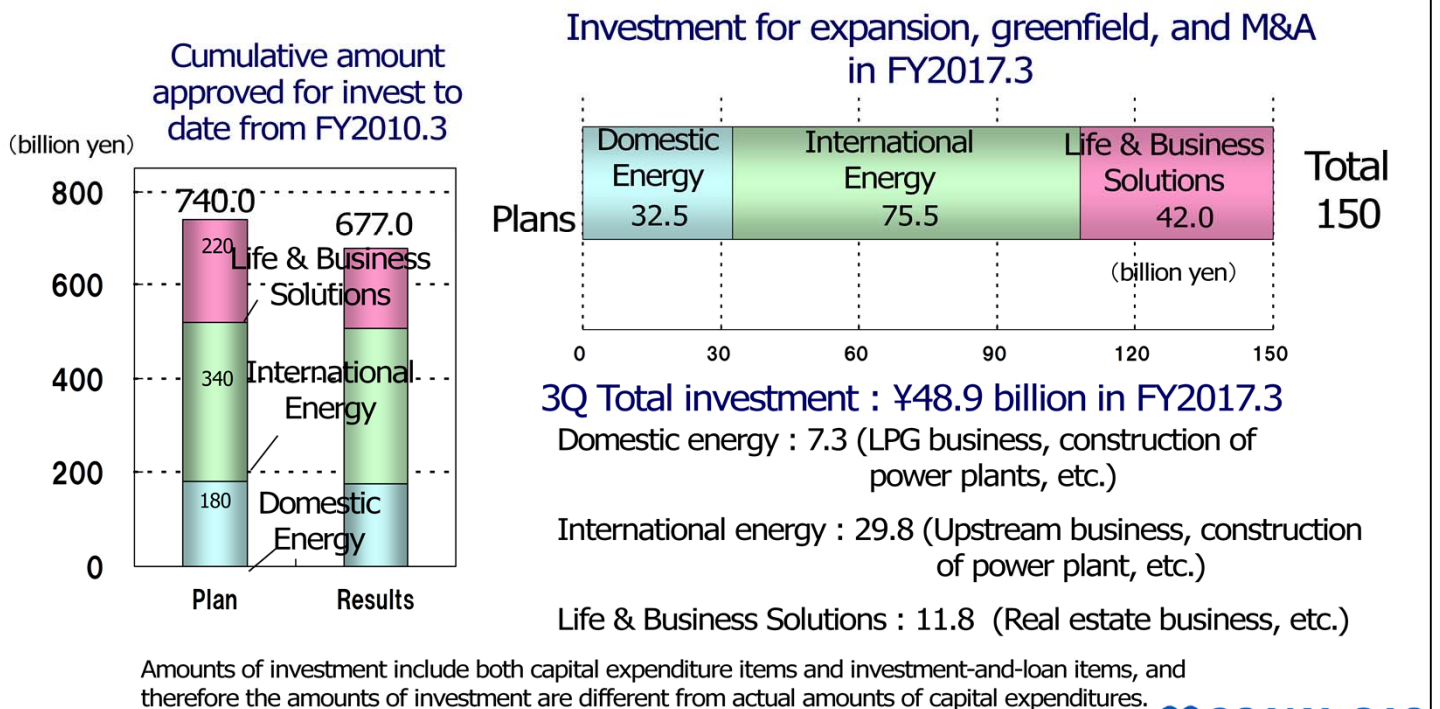 Cumulative amount
approved for invest to
date from FY2010.3
(billion yen)
800
600
400
200
0
740.0
677.0
220
340
180
Life & Business
Solutions
International
Energy
Domestic
Energy
Plan
Results
Investment for expansion, greenfield, and M&A
in FY2017.3
Plans
Domestic
Energy
32.5
International
Energy
75.5
Life & Business
Solutions
42.0
Total
150
(billion yen)
0 30 60 90 120 150
3Q Total investment : ¥48.9 billion in FY2017.3
Domestic energy : 7.3 (LPG business, construction of
power plants, etc.)
International energy : 29.8 (Upstream business, construction
of power plant, etc.)
Life & Business Solutions : 11.8 (Real estate business, etc.)
Amounts of investment include both capital expenditure items and investment-and-loan items, and
therefore the amounts of investment are different from actual amounts of capital expenditures.